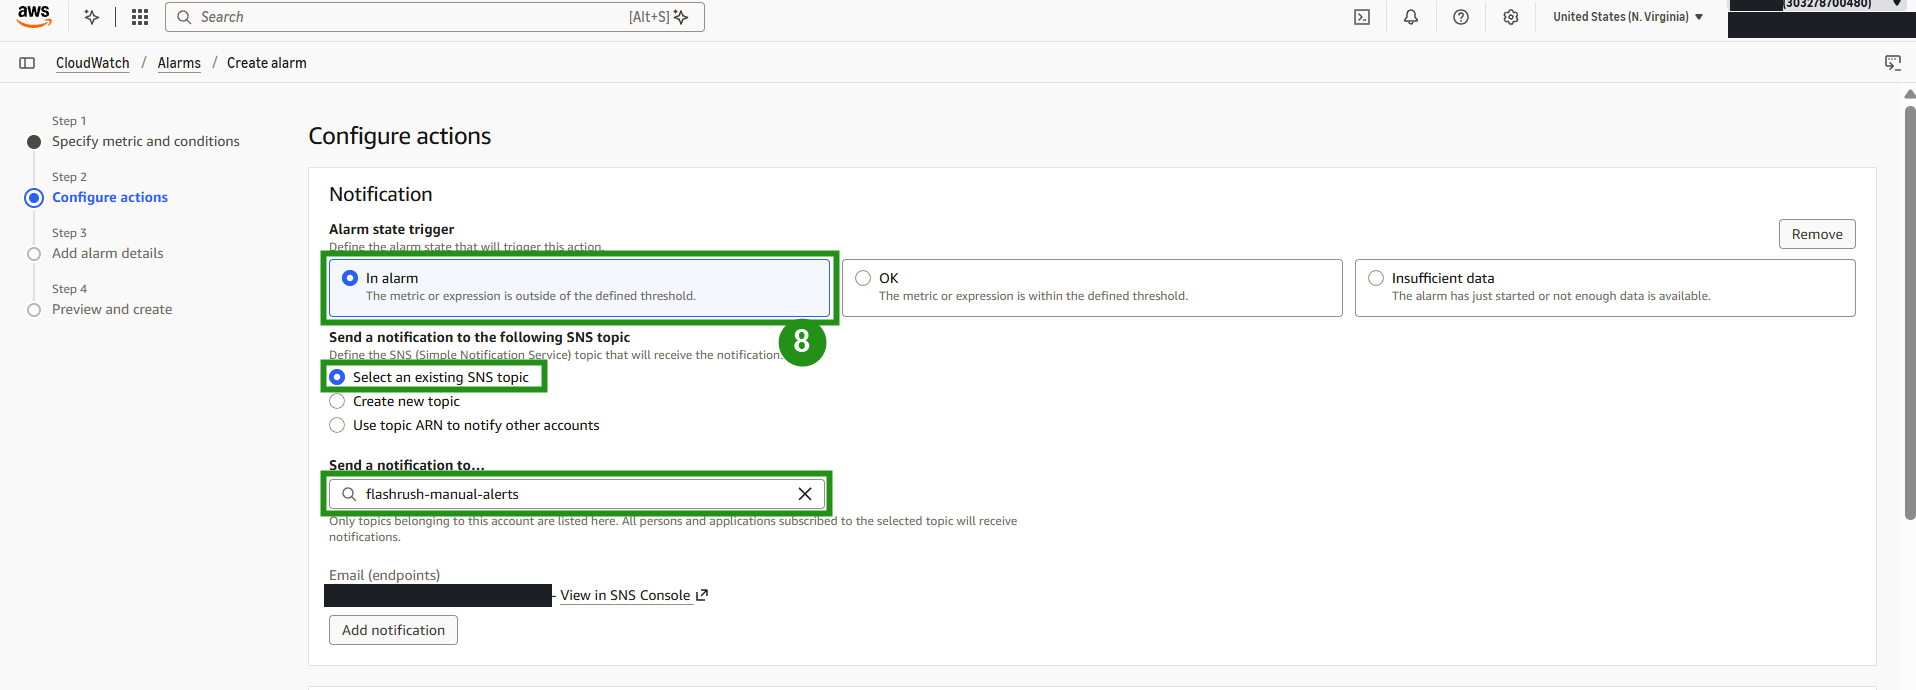 aws
Search
[Alt+S]
United States (N. Virginia)
(303278700480)
CloudWatch / Alarms / Create alarm
Step 1
Specify metric and conditions
Step 2
Configure actions
Step 3
Add alarm details
Step 4
Preview and create
Configure actions
Notification
Alarm state trigger
Define the alarm state that will trigger this action.
Remove
In alarm
The metric or expression is outside of the defined threshold.
OK
The metric or expression is within the defined threshold.
Insufficient data
The alarm has just started or not enough data is available.
8
Send a notification to the following SNS topic
Define the SNS (Simple Notification Service) topic that will receive the notification.
Select an existing SNS topic
Create new topic
Use topic ARN to notify other accounts
Send a notification to...
flashrush-manual-alerts
Only topics belonging to this account are listed here. All persons and applications subscribed to the selected topic will receive
notifications.
Email (endpoints)
- View in SNS Console
Add notification